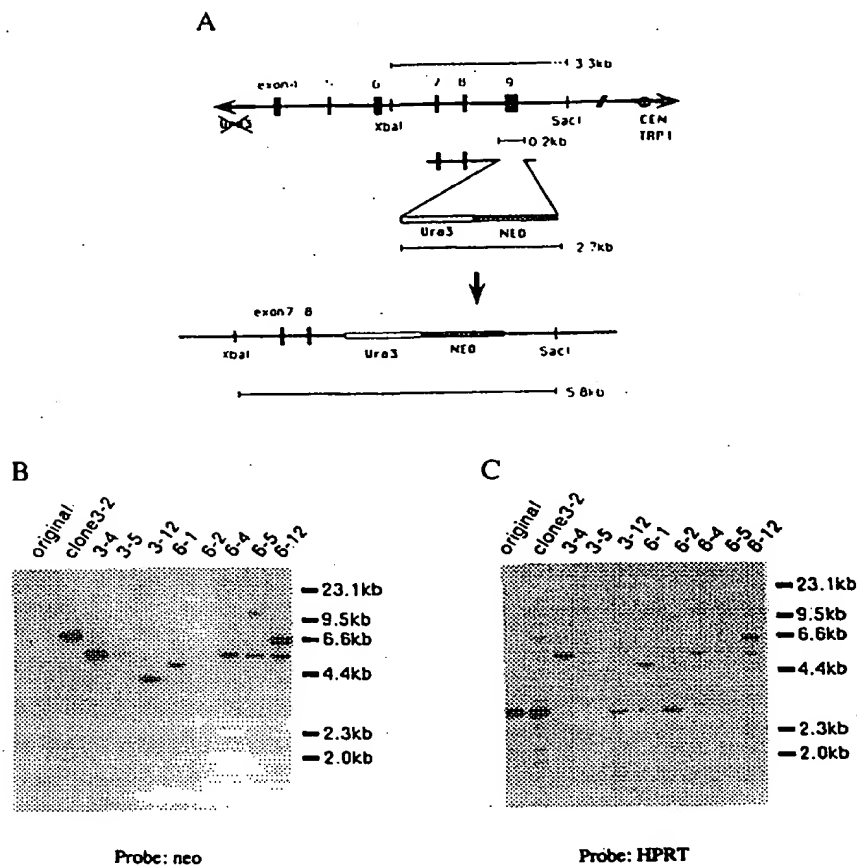 A
3.3kb
exon4
6
7
8
9
XbaI
SacI
CEN
TRP1
0.2kb
Ura3
NEO
2.7kb
exon7
8
XbaI
Ura3
NEO
SacI
5.8kb
B
original
clone3-2
3-4
3-5
3-12
6-1
6-2
6-4
6-5
6-12
23.1kb
9.5kb
6.6kb
4.4kb
2.3kb
2.0kb
Probe: neo
C
original
clone3-2
3-4
3-5
3-12
6-1
6-2
6-4
6-5
6-12
23.1kb
9.5kb
6.6kb
4.4kb
2.3kb
2.0kb
Probe: HPRT